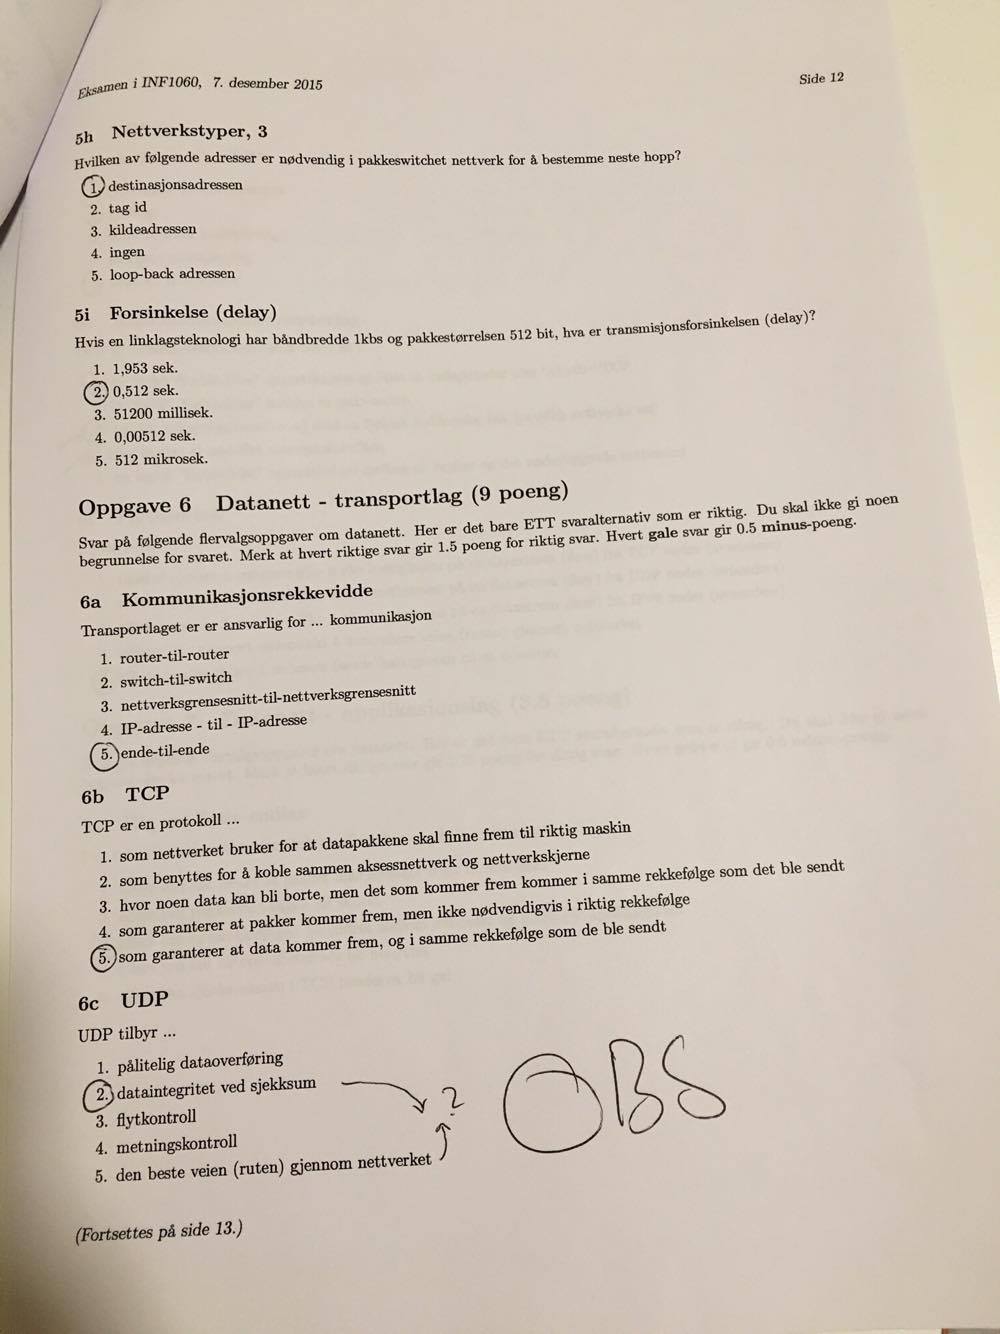 Eksamen i INF1060, 7. desember 2015 Side 12
5h Nettverkstyper, 3
Hvilken av følgende adresser er nødvendig i pakkeswitchet nettverk for å bestemme neste hopp?
1. destinasjonsadressen
2. tag id
3. kildeadressen
4. ingen
5. loop-back adressen
5i Forsinkelse (delay)
Hvis en linklagsteknologi har båndbredde 1kbs og pakkestørrelsen 512 bit, hva er transmisjonsforsinkelsen (delay)?
1. 1,953 sek.
2. 0,512 sek.
3. 51200 millisek.
4. 0,00512 sek.
5. 512 mikrosek.
Oppgave 6 Datanett - transportlag (9 poeng)
Svar på følgende flervalgsoppgaver om datanett. Her er det bare ETT svaralternativ som er riktig. Du skal ikke gi noen
begrunnelse for svaret. Merk at hvert riktige svar gir 1.5 poeng for riktig svar. Hvert gale svar gir 0.5 minus-poeng.
6a Kommunikasjonsrekkevidde
Transportlaget er er ansvarlig for ... kommunikasjon
1. router-til-router
2. switch-til-switch
3. nettverksgrensesnitt-til-nettverksgrensesnitt
4. IP-adresse - til - IP-adresse
5. ende-til-ende
6b TCP
TCP er en protokoll ...
1. som nettverket bruker for at datapakkene skal finne frem til riktig maskin
2. som benyttes for å koble sammen aksessnettverk og nettverkskjerne
3. hvor noen data kan bli borte, men det som kommer frem kommer i samme rekkefølge som det ble sendt
4. som garanterer at pakker kommer frem, men ikke nødvendigvis i riktig rekkefølge
5. som garanterer at data kommer frem, og i samme rekkefølge som de ble sendt
6c UDP
UDP tilbyr ...
1. pålitelig dataoverføring
2. dataintegritet ved sjekksum
? OBS
3. flytkontroll
4. metningskontroll
5. den beste veien (ruten) gjennom nettverket
(Fortsettes på side 13.)